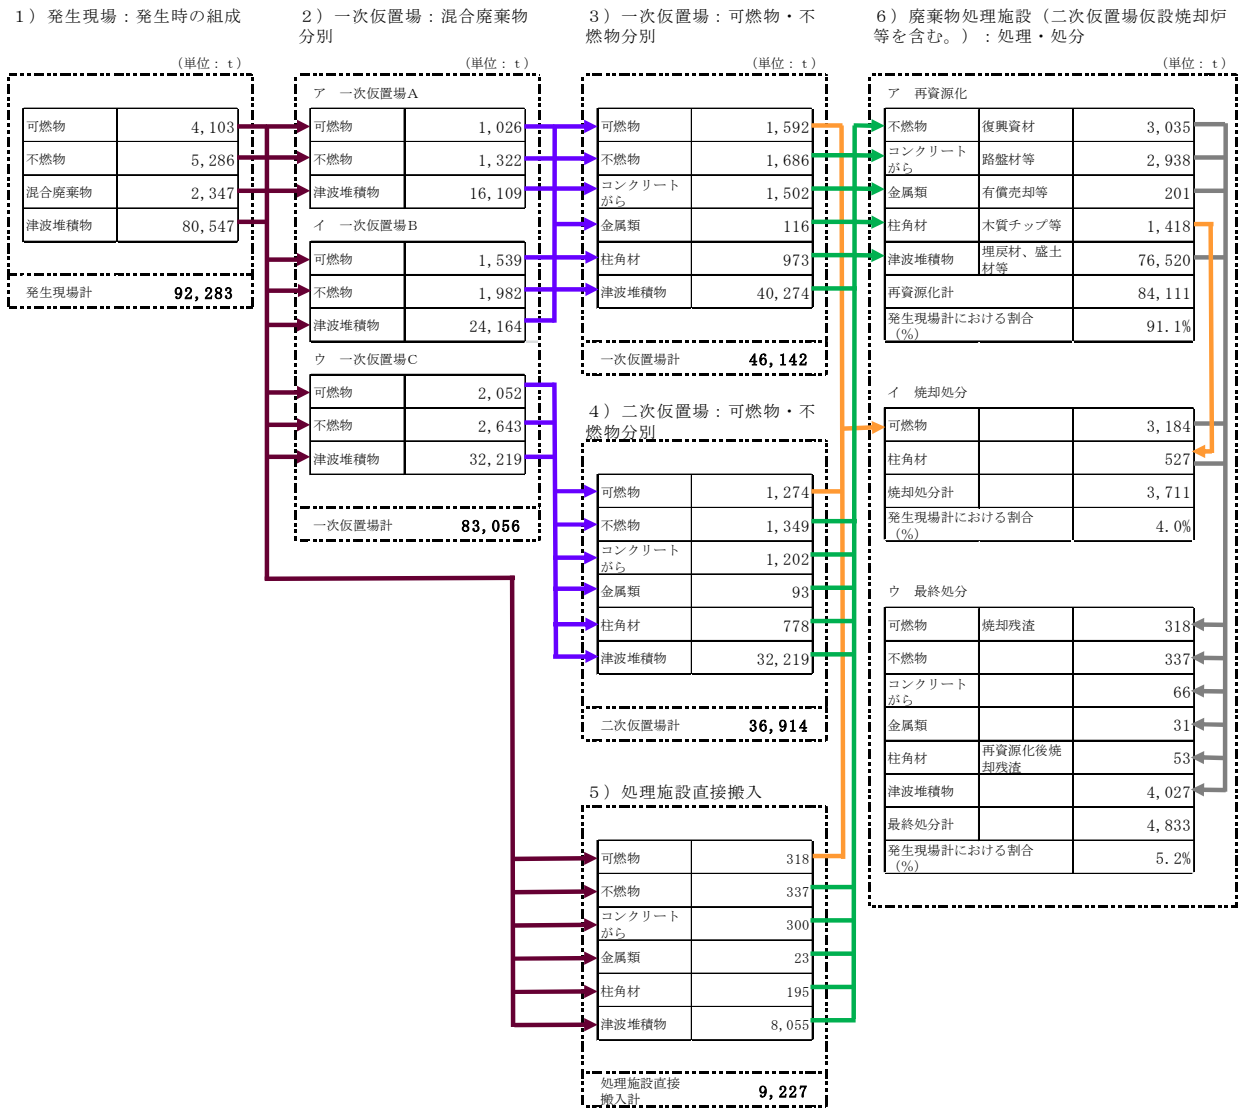 1）発生現場：発生時の組成
（単位：ｔ）
可燃物 4,103
不燃物 5,286
混合廃棄物 2,347
津波堆積物 80,547
発生現場計 92,283
2）一次仮置場：混合廃棄物
分別
（単位：ｔ）
ア 一次仮置場A
可燃物 1,026
不燃物 1,322
津波堆積物 16,109
イ 一次仮置場B
可燃物 1,539
不燃物 1,982
津波堆積物 24,164
ウ 一次仮置場C
可燃物 2,052
不燃物 2,643
津波堆積物 32,219
一次仮置場計 83,056
3）一次仮置場：可燃物・不
燃物分別
（単位：ｔ）
可燃物 1,592
不燃物 1,686
コンクリート
がら 1,502
金属類 116
柱角材 973
津波堆積物 40,274
一次仮置場計 46,142
4）二次仮置場：可燃物・不
燃物分別
可燃物 1,274
不燃物 1,349
コンクリート
がら 1,202
金属類 93
柱角材 778
津波堆積物 32,219
二次仮置場計 36,914
5）処理施設直接搬入
可燃物 318
不燃物 337
コンクリート
がら 300
金属類 23
柱角材 195
津波堆積物 8,055
処理施設直接
搬入計 9,227
6）廃棄物処理施設（二次仮置場仮設焼却炉
等を含む。）：処理・処分
（単位：ｔ）
ア 再資源化
不燃物 復興資材 3,035
コンクリート
がら 路盤材等 2,938
金属類 有償売却等 201
柱角材 木質チップ等 1,418
津波堆積物 埋戻材、盛土
材等 76,520
再資源化計 84,111
発生現場計における割合
（%） 91.1%
イ 焼却処分
可燃物 3,184
柱角材 527
焼却処分計 3,711
発生現場計における割合
（%） 4.0%
ウ 最終処分
可燃物 焼却残渣 318
不燃物 337
コンクリート
がら 66
金属類 31
柱角材 再資源化後焼
却残渣 53
津波堆積物 4,027
最終処分計 4,833
発生現場計における割合
（%） 5.2%